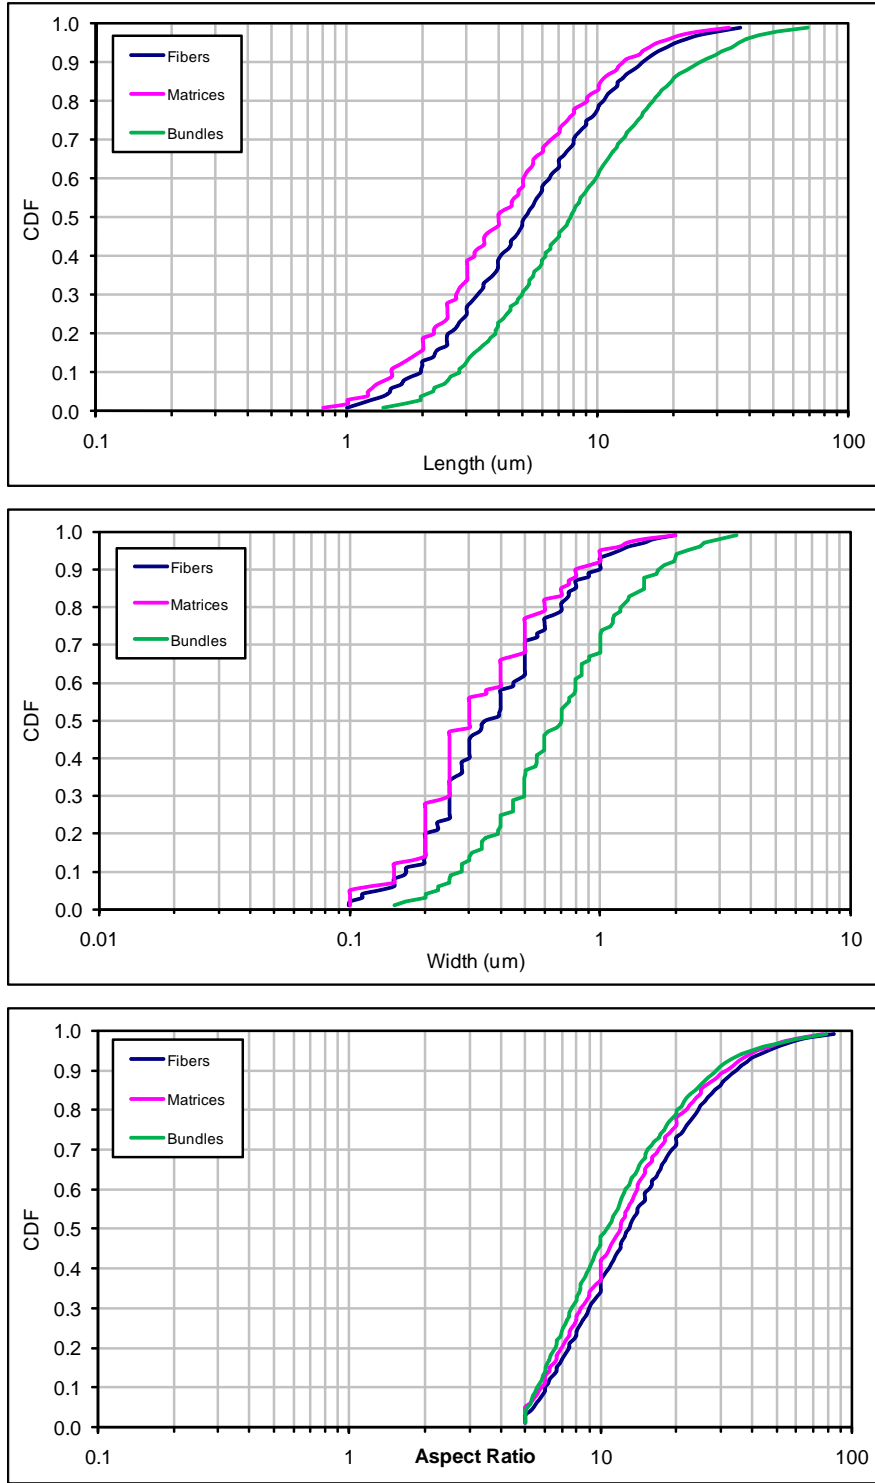 1.0
0.9
0.8
0.7
0.6
0.5
0.4
0.3
0.2
0.1
0.0
CDF
Fibers
Matrices
Bundles
0.1 1 10 100
Length (um)
1.0
0.9
0.8
0.7
0.6
0.5
0.4
0.3
0.2
0.1
0.0
CDF
Fibers
Matrices
Bundles
0.01 0.1 1 10
Width (um)
1.0
0.9
0.8
0.7
0.6
0.5
0.4
0.3
0.2
0.1
0.0
CDF
Fibers
Matrices
Bundles
0.1 1 10 100
Aspect Ratio